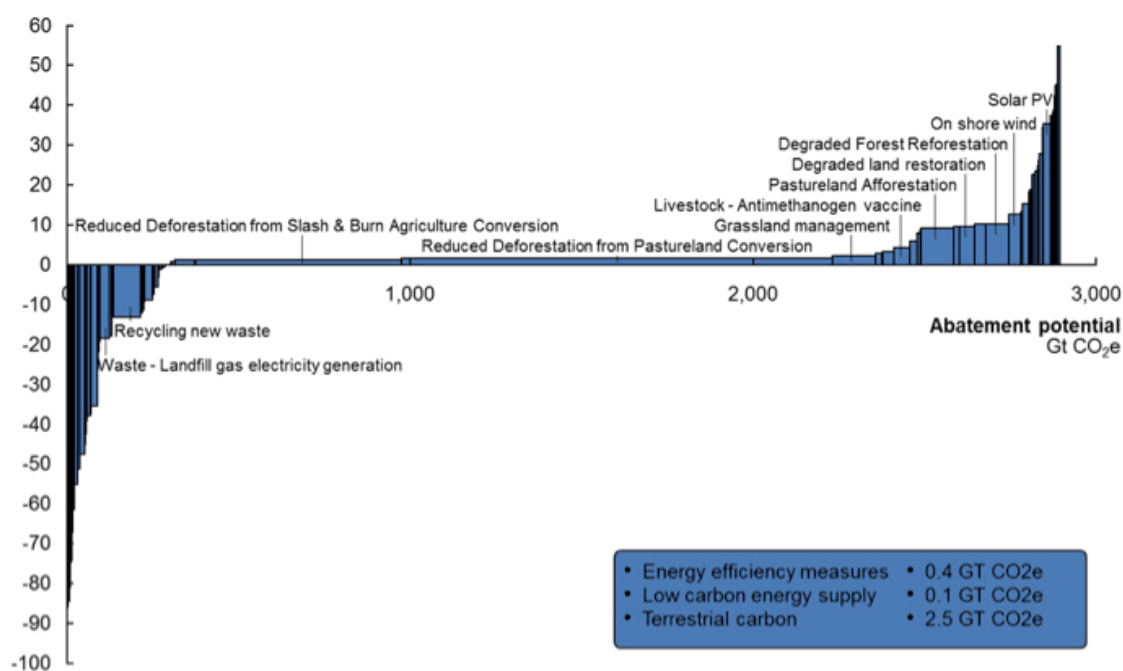 60
50
40
30
20
10
0
-10
-20
-30
-40
-50
-60
-70
-80
-90
-100
Solar PV
On shore wind
Degraded Forest Reforestation
Degraded land restoration
Pastureland Afforestation
Livestock - Antimethanogen vaccine
Reduced Deforestation from Slash & Burn Agriculture Conversion
Grassland management
Reduced Deforestation from Pastureland Conversion
0
1,000
2,000
3,000
Recycling new waste
Abatement potential
Gt CO₂e
Waste - Landfill gas electricity generation
• Energy efficiency measures • 0.4 GT CO2e
• Low carbon energy supply • 0.1 GT CO2e
• Terrestrial carbon • 2.5 GT CO2e